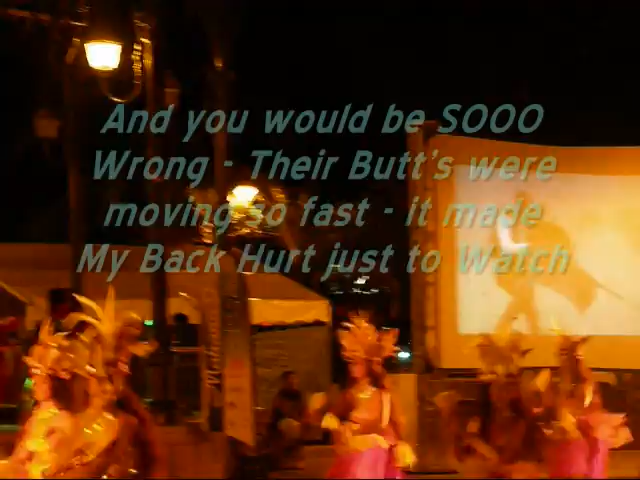 And you would be SOOO
Wrong - Their Butt's were
moving so fast - it made
My Back Hurt just to Watch